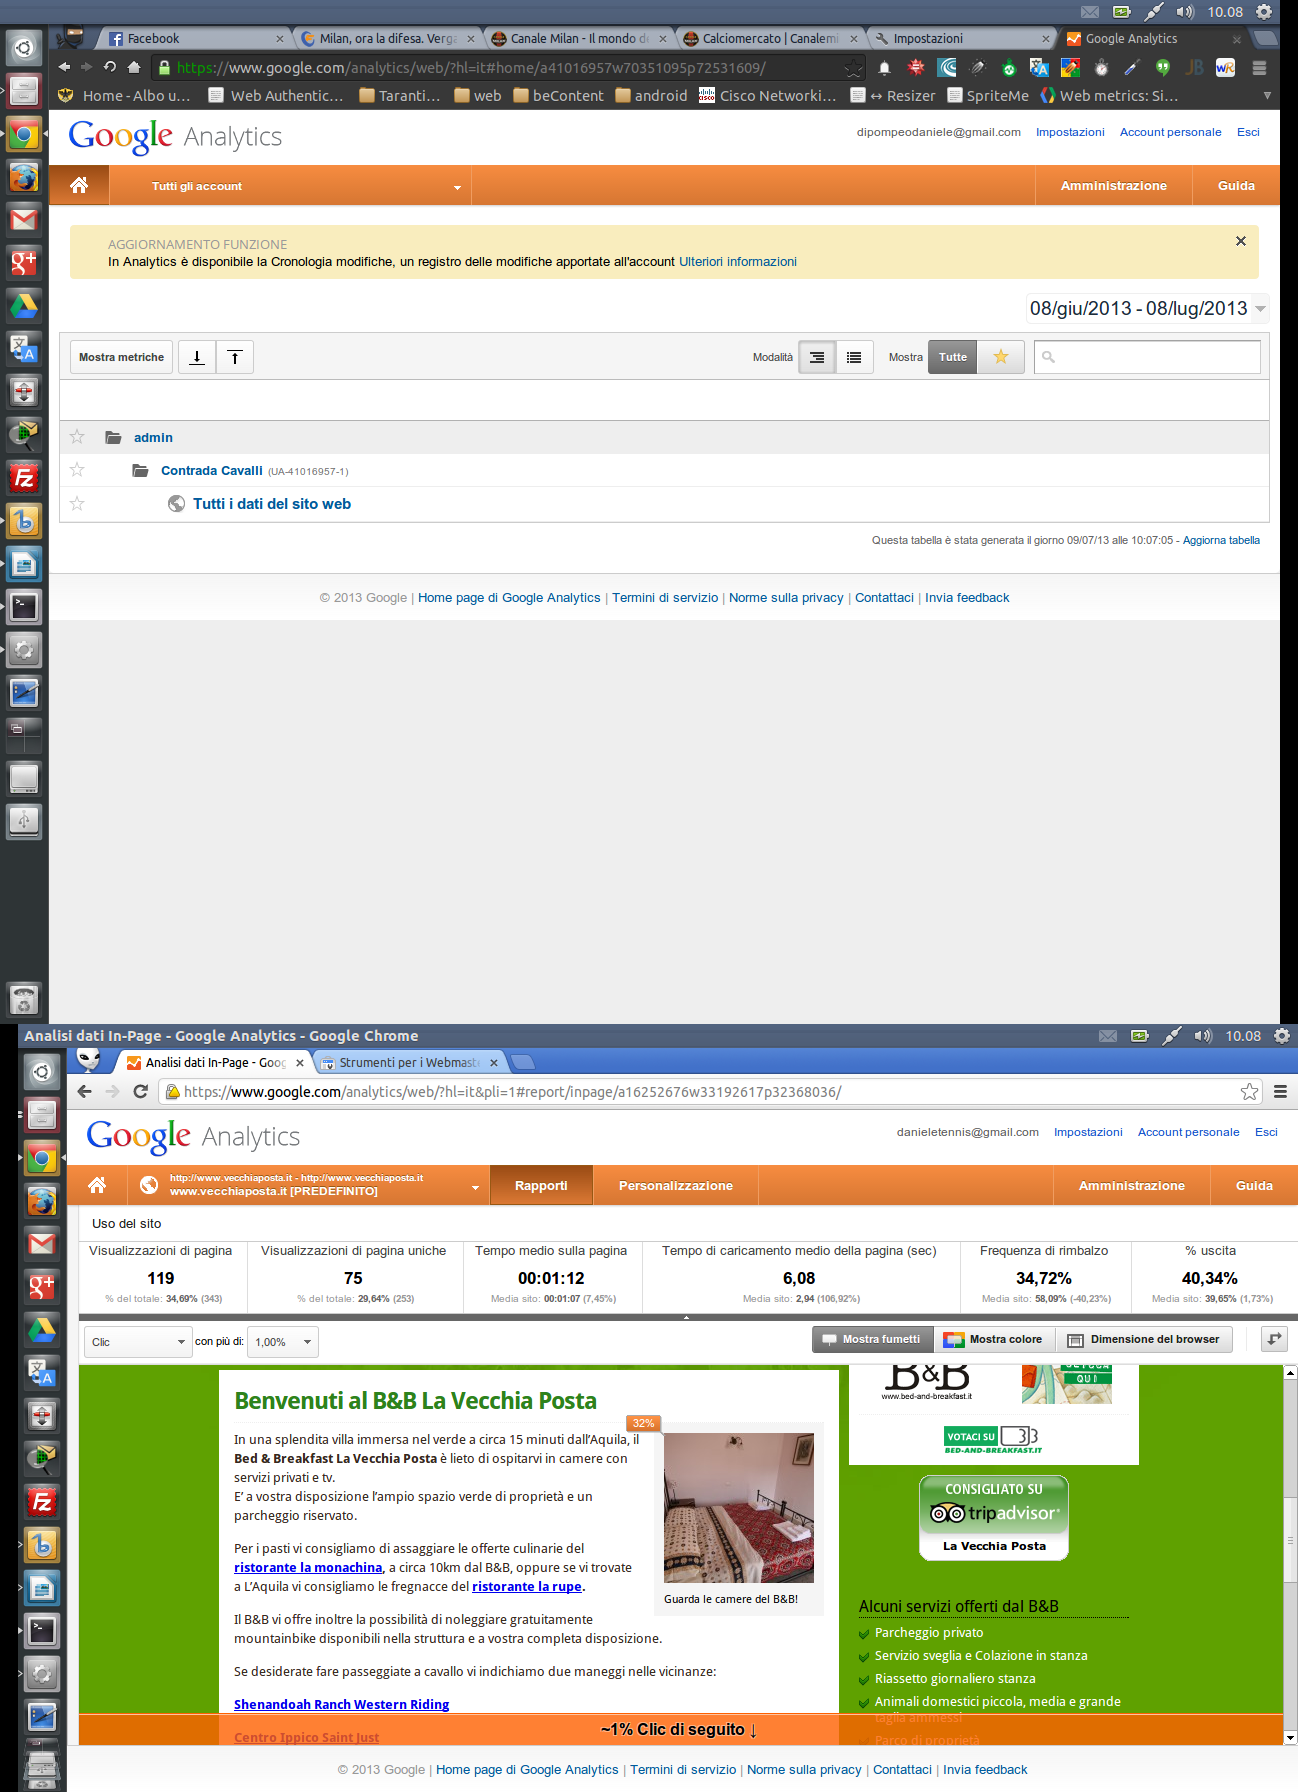 10.08
Facebook
Milan, ora la difesa. Verga
Canale Milan - Il mondo de
Calciomercato | Canalemi
Impostazioni
Google Analytics
https://www.google.com/analytics/web/?hl=it#home/a41016957w70351095p72531609/
Home - Albo u...
Web Authentic...
Taranti...
web
beContent
android
Cisco Networki...
↔ Resizer
SpriteMe
Web metrics: Si...
Google Analytics
dipompeodaniele@gmail.com
Impostazioni
Account personale
Esci
Tutti gli account
Amministrazione
Guida
AGGIORNAMENTO FUNZIONE
In Analytics è disponibile la Cronologia modifiche, un registro delle modifiche apportate all'account Ulteriori informazioni
08/giu/2013 - 08/lug/2013
Mostra metriche
Modalità
Mostra
Tutte
admin
Contrada Cavalli (UA-41016957-1)
Tutti i dati del sito web
Questa tabella è stata generata il giorno 09/07/13 alle 10:07:05 - Aggiorna tabella
© 2013 Google | Home page di Google Analytics | Termini di servizio | Norme sulla privacy | Contattaci | Invia feedback
Analisi dati In-Page - Google Analytics - Google Chrome
10.08
Analisi dati In-Page - Goog
Strumenti per i Webmaste
https://www.google.com/analytics/web/?hl=it&pli=1#report/inpage/a16252676w33192617p32368036/
Google Analytics
danieletennis@gmail.com
Impostazioni
Account personale
Esci
http://www.vecchiaposta.it - http://www.vecchiaposta.it
www.vecchiaposta.it [PREDEFINITO]
Rapporti
Personalizzazione
Amministrazione
Guida
Uso del sito
Visualizzazioni di pagina
119
% del totale: 34,69% (343)
Visualizzazioni di pagina uniche
75
% del totale: 29,64% (253)
Tempo medio sulla pagina
00:01:12
Media sito: 00:01:07 (7,45%)
Tempo di caricamento medio della pagina (sec)
6,08
Media sito: 2,94 (106,92%)
Frequenza di rimbalzo
34,72%
Media sito: 58,09% (-40,23%)
% uscita
40,34%
Media sito: 39,65% (1,73%)
Clic
con più di:
1,00%
Mostra fumetti
Mostra colore
Dimensione del browser
Benvenuti al B&B La Vecchia Posta
32%
In una splendita villa immersa nel verde a circa 15 minuti dall'Aquila, il
Bed & Breakfast La Vecchia Posta è lieto di ospitarvi in camere con
servizi privati e tv.
E' a vostra disposizione l'ampio spazio verde di proprietà e un
parcheggio riservato.
Per i pasti vi consigliamo di assaggiare le offerte culinarie del
ristorante la monachina, a circa 10km dal B&B, oppure se vi trovate
a L'Aquila vi consigliamo le fregnacce del ristorante la rupe.
Guarda le camere del B&B!
Il B&B vi offre inoltre la possibilità di noleggiare gratuitamente
mountainbike disponibili nella struttura e a vostra completa disposizione.
Se desiderate fare passeggiate a cavallo vi indichiamo due maneggi nelle vicinanze:
Shenandoah Ranch Western Riding
Centro Ippico Saint Just
B&B
www.bed-and-breakfast.it
QUI
VOTACI SU
BED-AND-BREAKFAST.IT
CONSIGLIATO SU
tripadvisor
La Vecchia Posta
Alcuni servizi offerti dal B&B
Parcheggio privato
Servizio sveglia e Colazione in stanza
Riassetto giornaliero stanza
Animali domestici piccola, media e grande
taglia ammessi
Parco di proprietà
~1% Clic di seguito ↓
© 2013 Google | Home page di Google Analytics | Termini di servizio | Norme sulla privacy | Contattaci | Invia feedback